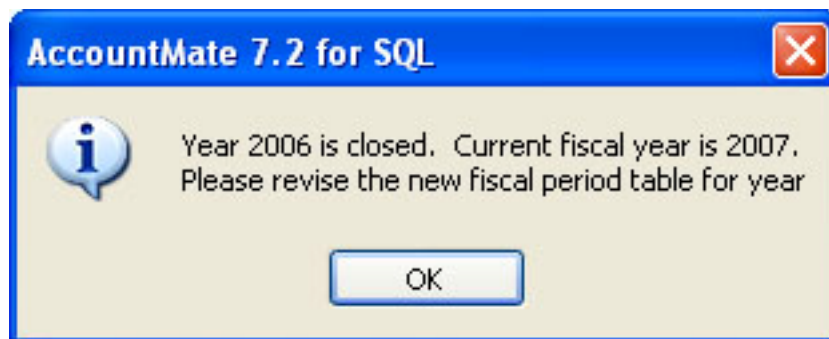 AccountMate 7.2 for SQL
Year 2006 is closed. Current fiscal year is 2007.
Please revise the new fiscal period table for year
OK